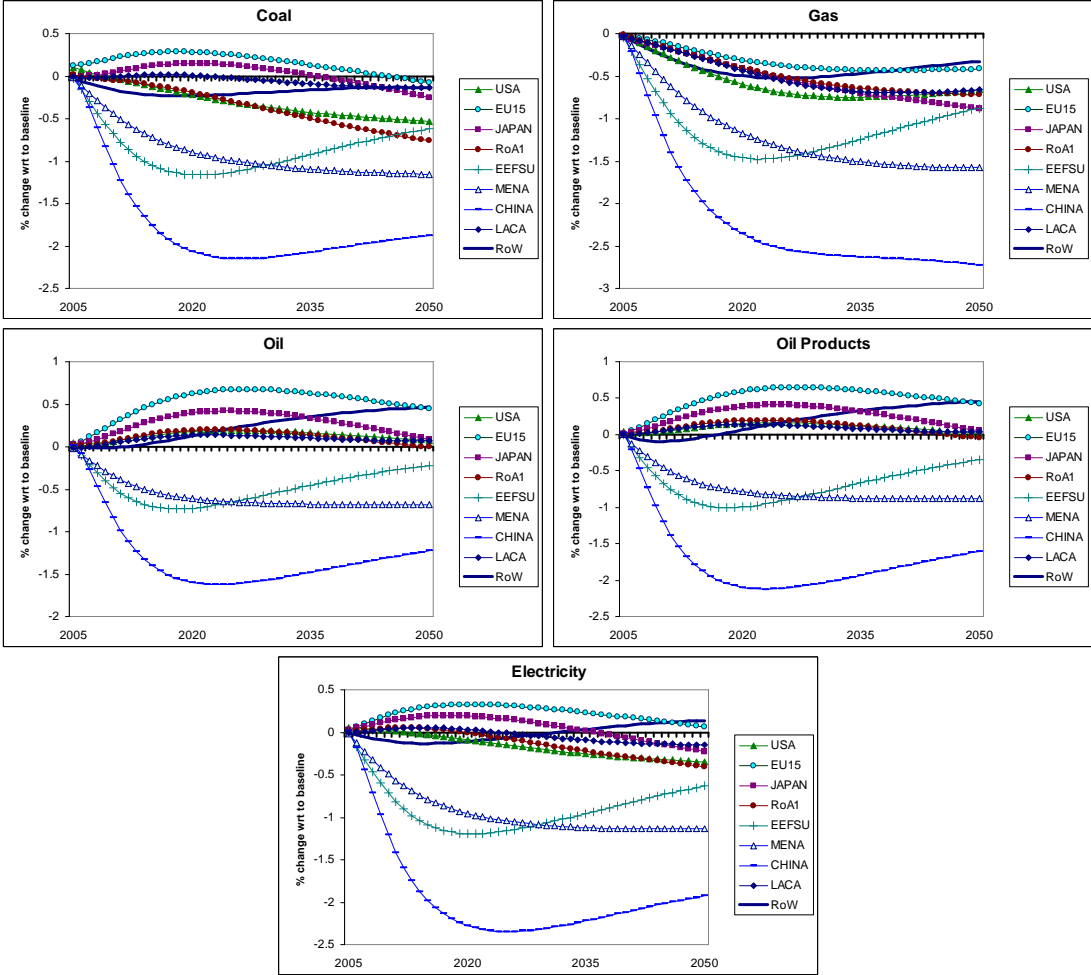 Coal
% change wrt to baseline
0.5
0
-0.5
-1
-1.5
-2
-2.5
2005 2020 2035 2050
USA
EU15
JAPAN
RoA1
EEFSU
MENA
CHINA
LACA
RoW
Gas
% change wrt to baseline
0
-0.5
-1
-1.5
-2
-2.5
-3
2005 2020 2035 2050
USA
EU15
JAPAN
RoA1
EEFSU
MENA
CHINA
LACA
RoW
Oil
% change wrt to baseline
1
0.5
0
-0.5
-1
-1.5
-2
2005 2020 2035 2050
USA
EU15
JAPAN
RoA1
EEFSU
MENA
CHINA
LACA
RoW
Oil Products
% change wrt to baseline
1
0.5
0
-0.5
-1
-1.5
-2
-2.5
2005 2020 2035 2050
USA
EU15
JAPAN
RoA1
EEFSU
MENA
CHINA
LACA
RoW
Electricity
% change wrt to baseline
0.5
0
-0.5
-1
-1.5
-2
-2.5
2005 2020 2035 2050
USA
EU15
JAPAN
RoA1
EEFSU
MENA
CHINA
LACA
RoW